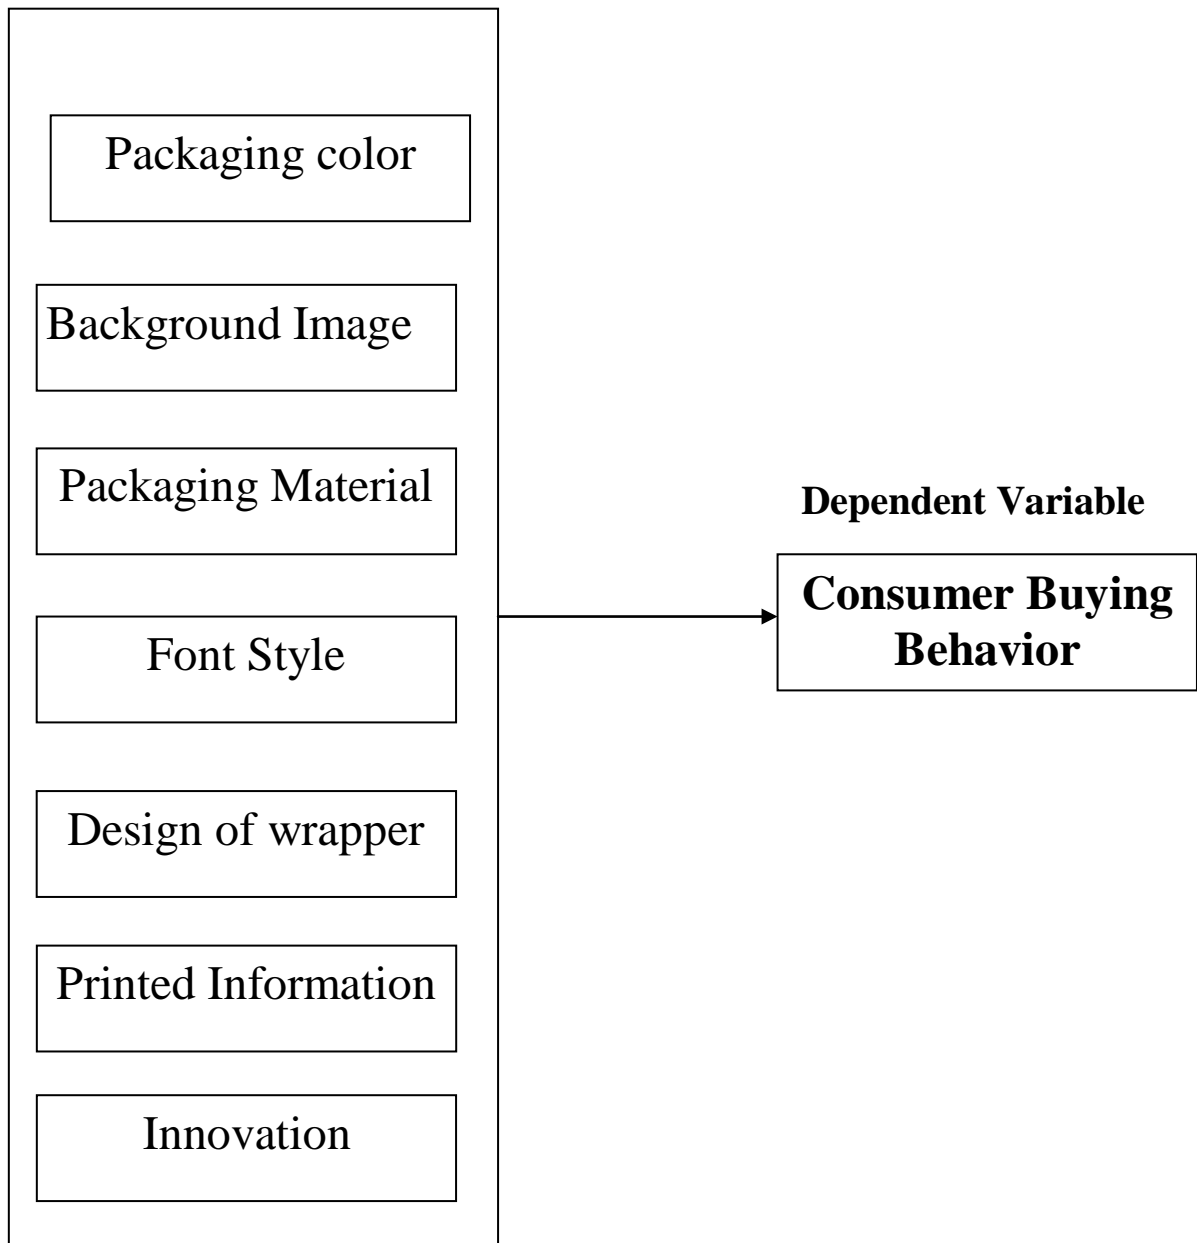 Packaging color
Background Image
Packaging Material
Font Style
Design of wrapper
Printed Information
Innovation
Dependent Variable
Consumer Buying
Behavior